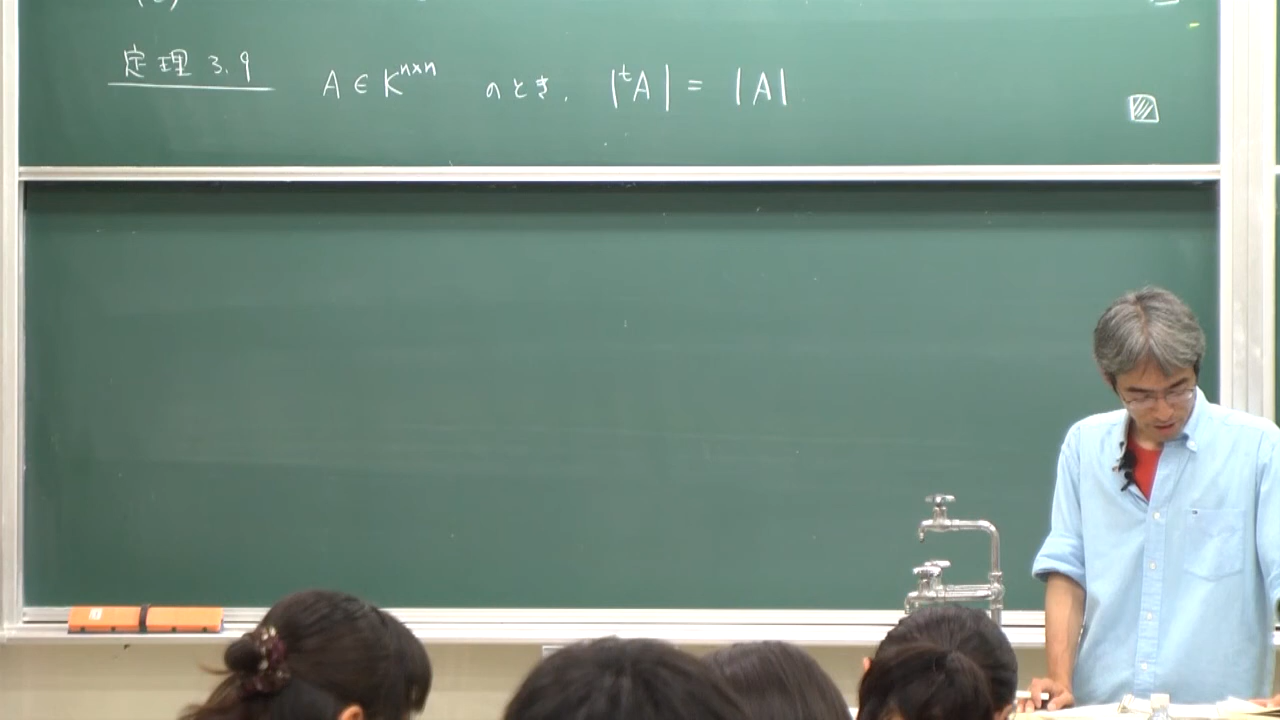 定理 3.9 A ∈ K^{n×n} のとき, |ᵗA| = |A|